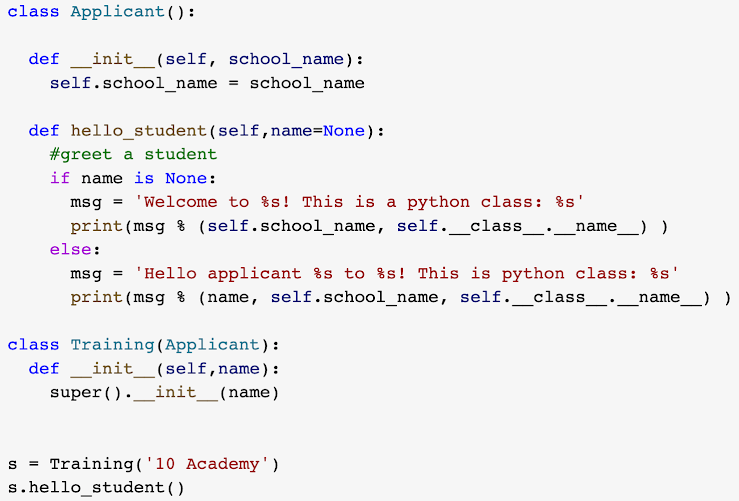 class Applicant():
  def __init__(self, school_name):
    self.school_name = school_name
  def hello_student(self,name=None):
    #greet a student
    if name is None:
      msg = 'Welcome to %s! This is a python class: %s'
      print(msg % (self.school_name, self.__class__.__name__) )
    else:
      msg = 'Hello applicant %s to %s! This is python class: %s'
      print(msg % (name, self.school_name, self.__class__.__name__) )
class Training(Applicant):
  def __init__(self,name):
    super().__init__(name)
s = Training('10 Academy')
s.hello_student()